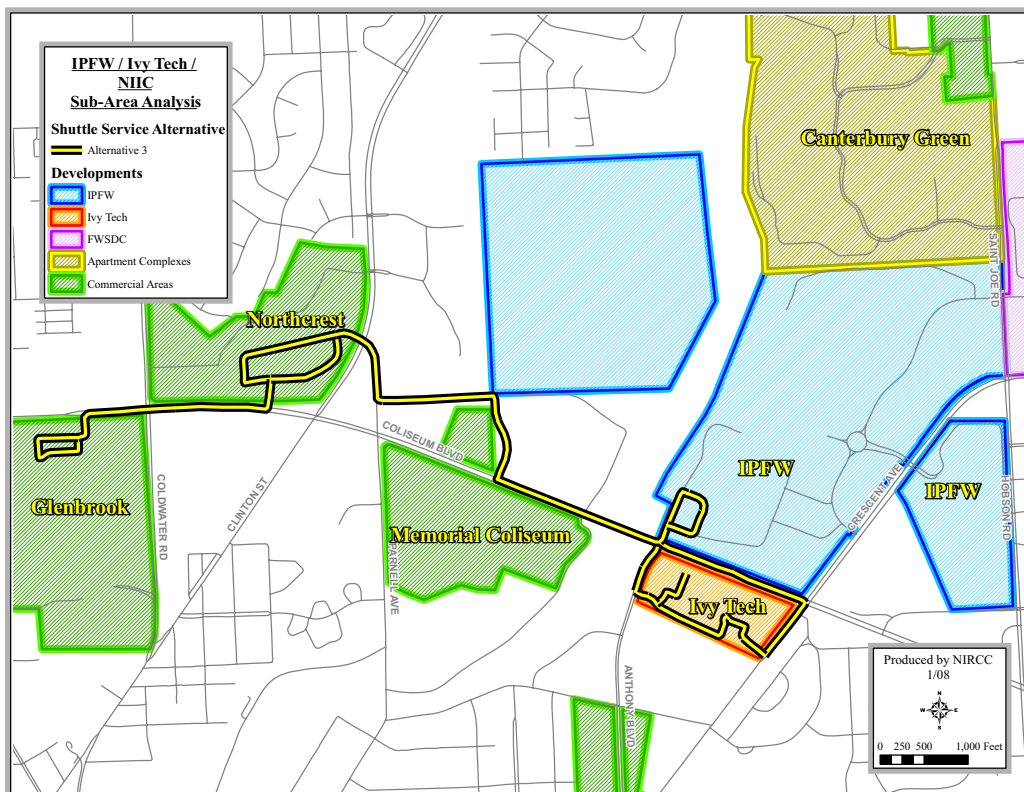 IPFW / Ivy Tech /
NIIC
Sub-Area Analysis
Shuttle Service Alternative
Alternative 3
Developments
IPFW
Ivy Tech
FWSDC
Apartment Complexes
Commercial Areas
Canterbury Green
SAINT JOE RD
Northcrest
COLISEUM BLVD
IPFW
IPFW
CRESCENT AVE
HOBSON RD
Glenbrook
COLDWATER RD
CLINTON ST
Memorial Coliseum
PARNELL AVE
Ivy Tech
ANTHONY BLVD
Produced by NIRCC
1/08
N
W E
S
0 250 500 1,000 Feet